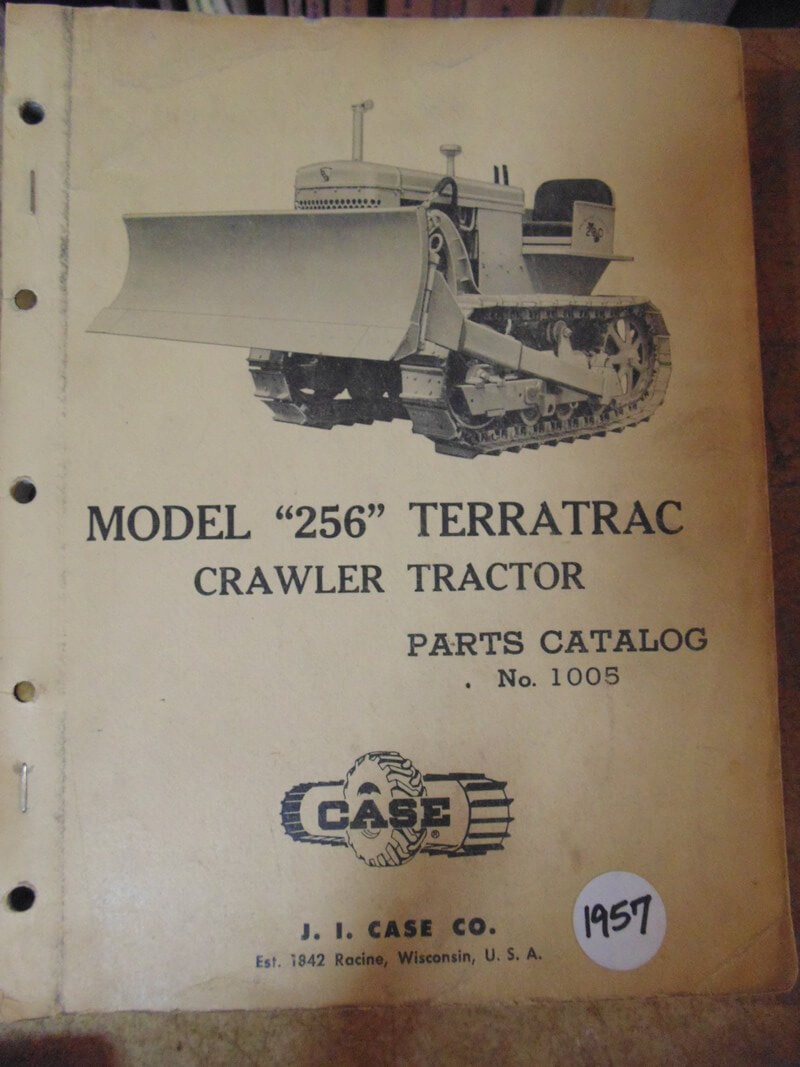 MODEL “256” TERRATRAC
CRAWLER TRACTOR
PARTS CATALOG
No. 1005
CASE
®
J. I. CASE CO.
Est. 1842 Racine, Wisconsin, U. S. A.
1957